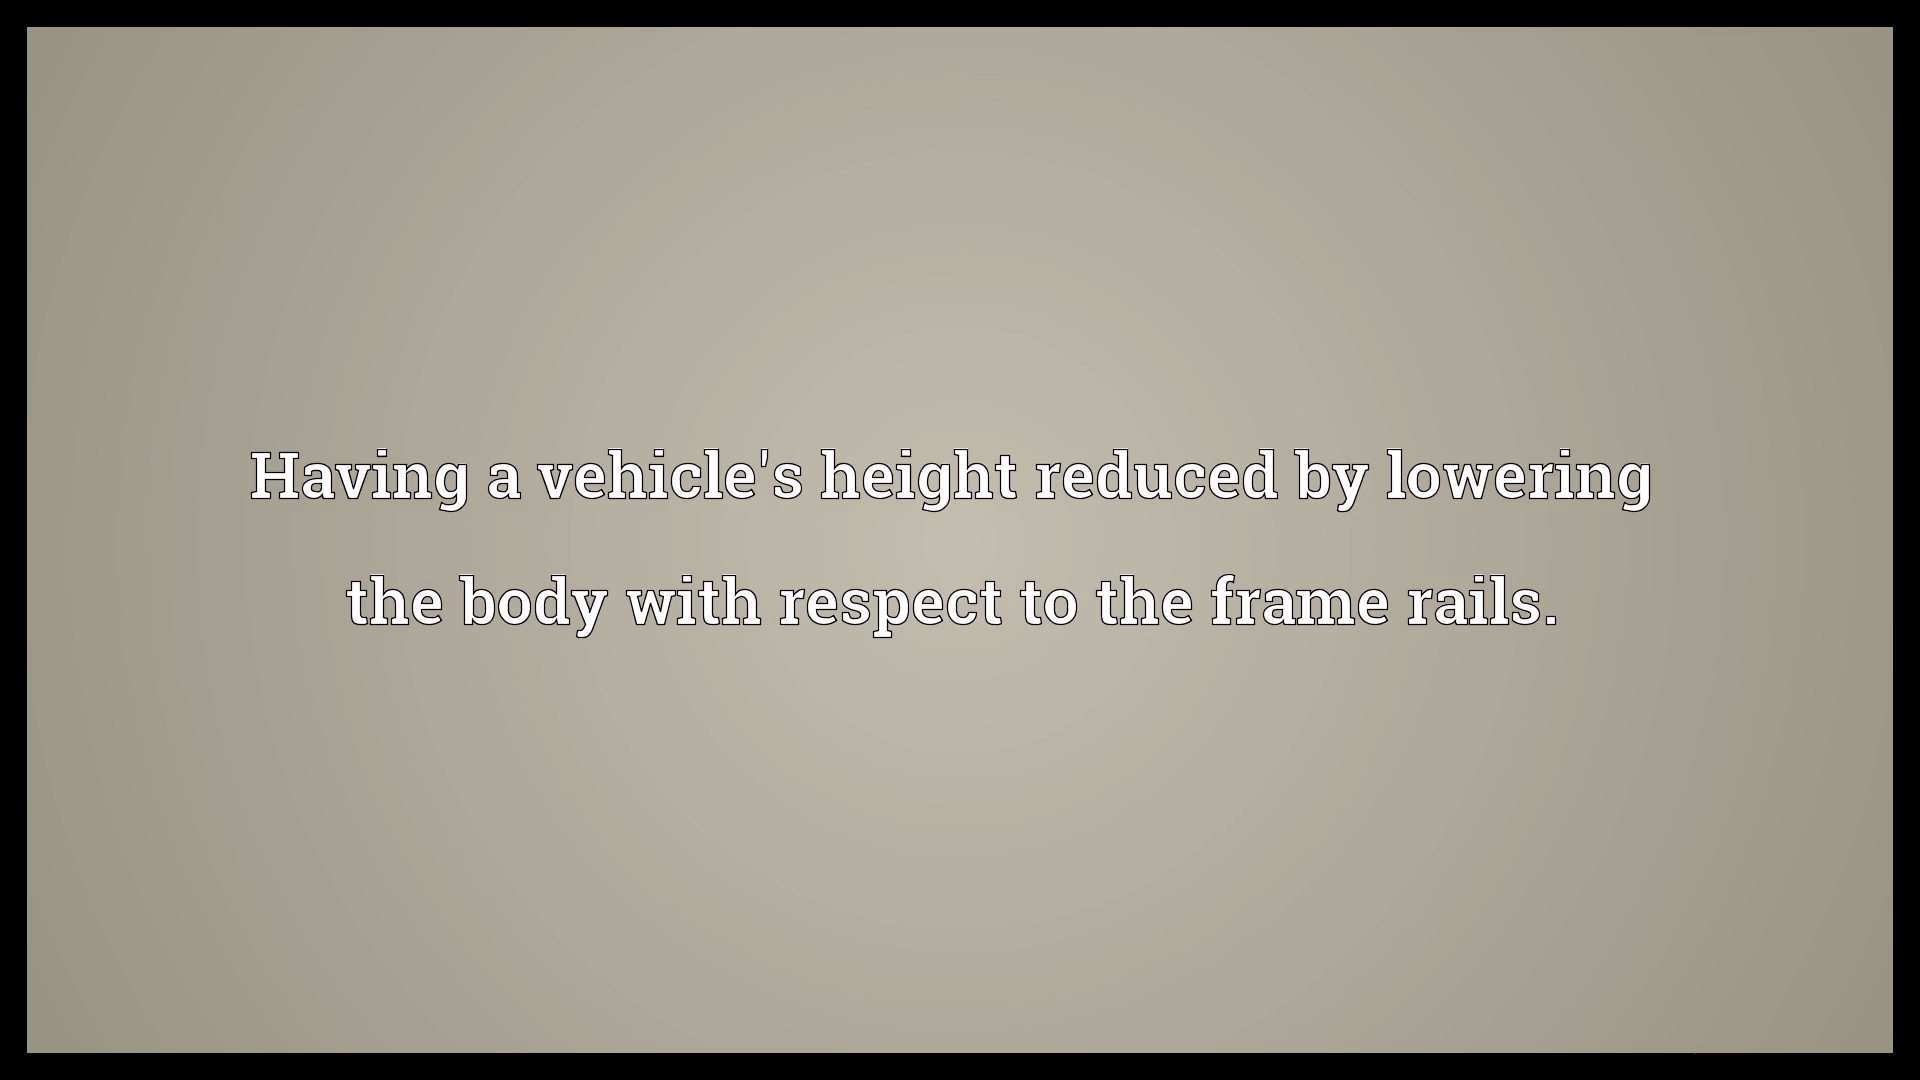 Having a vehicle's height reduced by lowering
the body with respect to the frame rails.